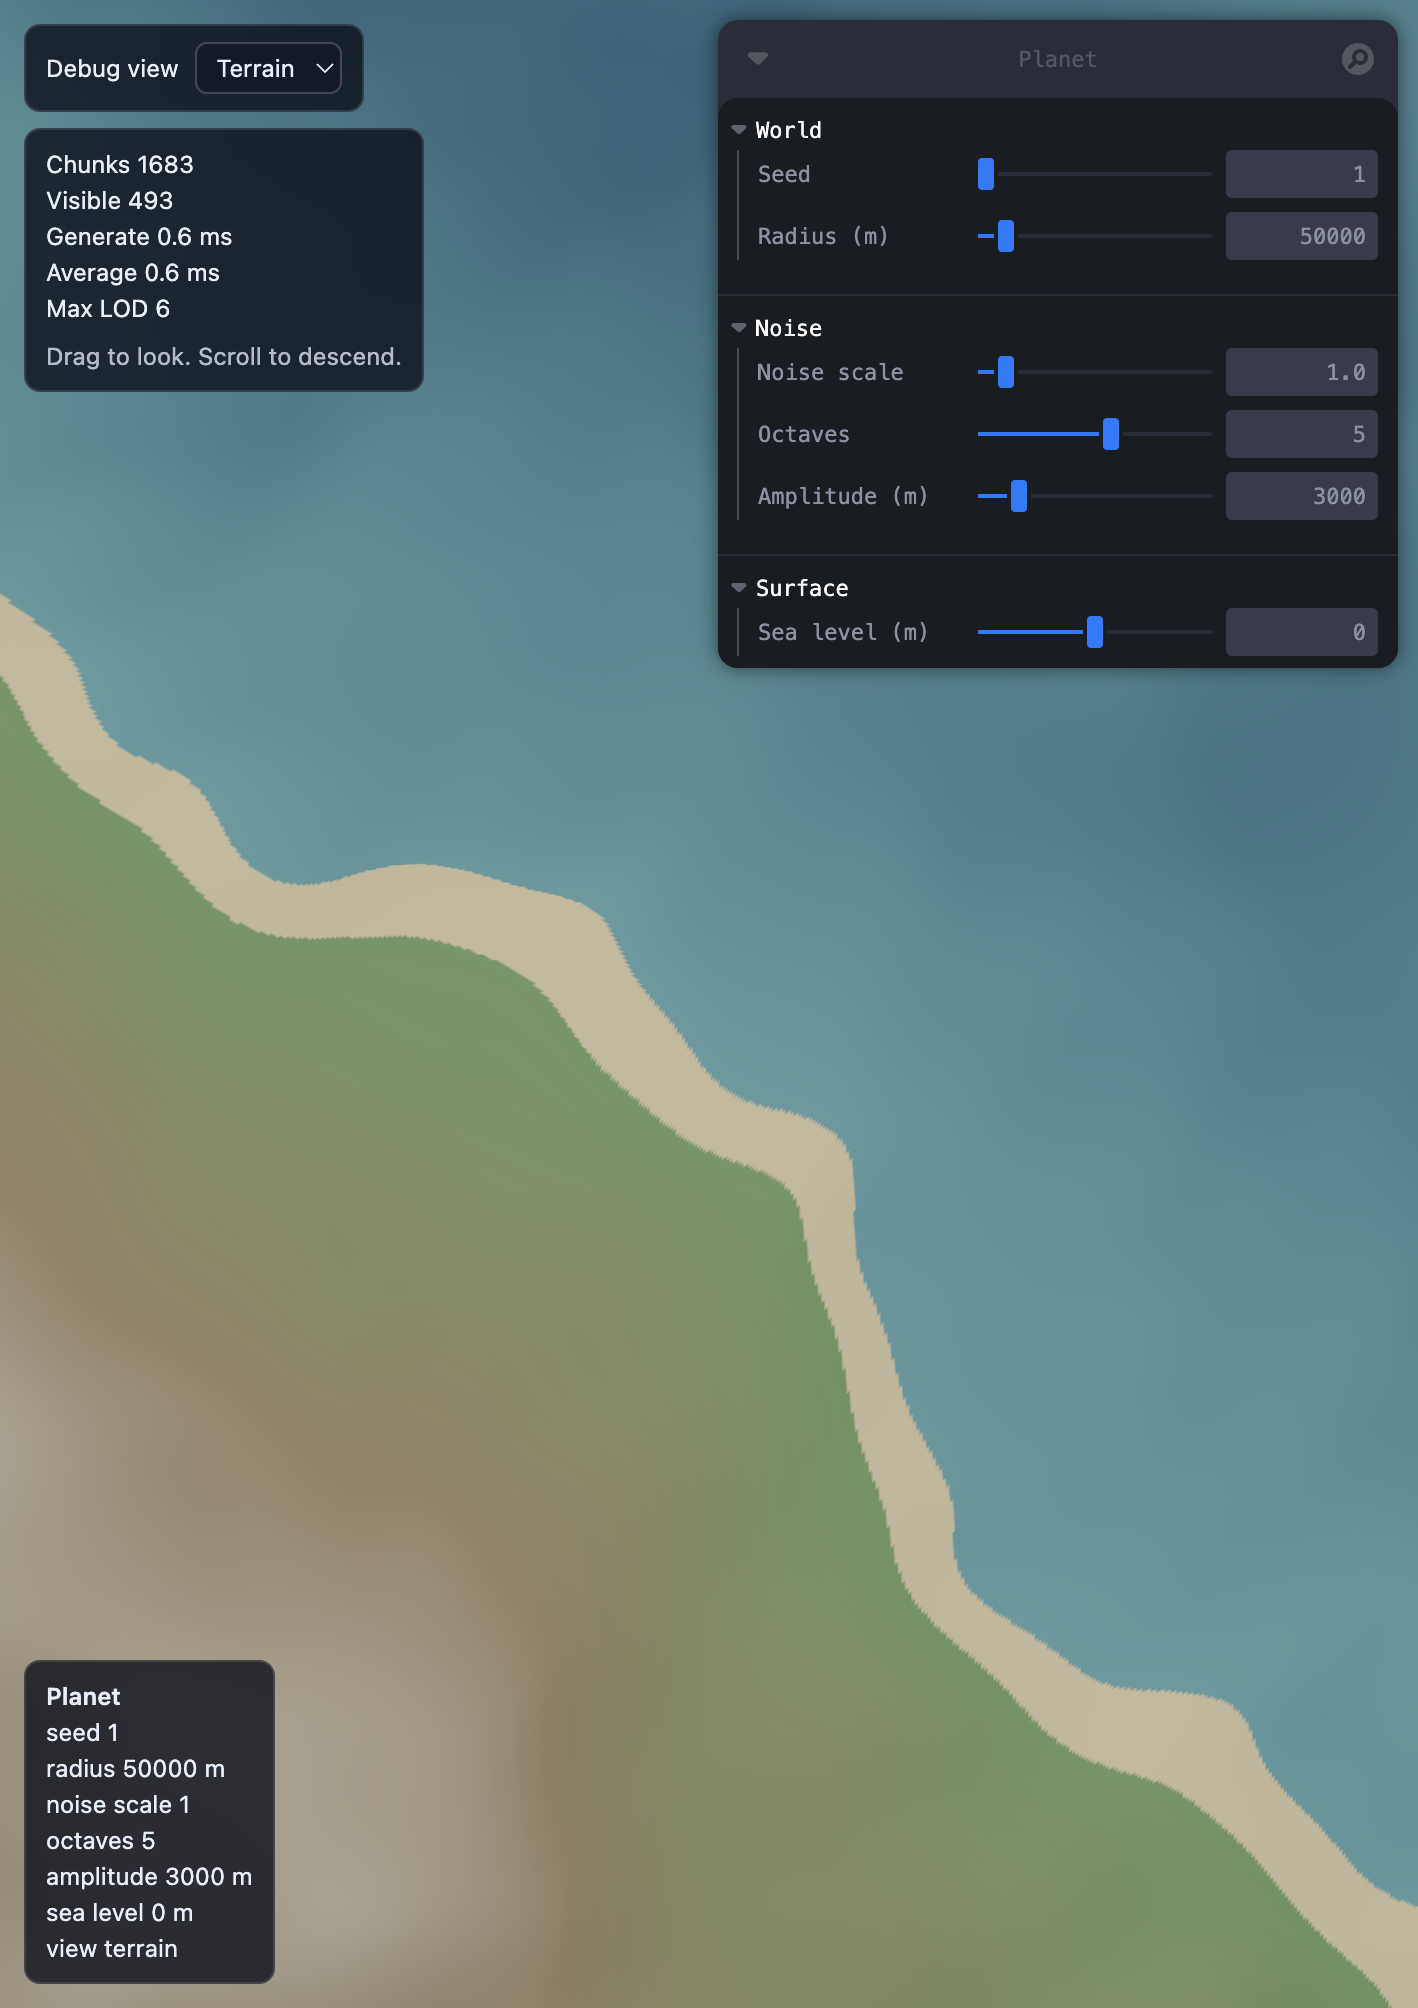 Debug view Terrain
Chunks 1683
Visible 493
Generate 0.6 ms
Average 0.6 ms
Max LOD 6
Drag to look. Scroll to descend.
Planet
World
Seed 1
Radius (m) 50000
Noise
Noise scale 1.0
Octaves 5
Amplitude (m) 3000
Surface
Sea level (m) 0
Planet
seed 1
radius 50000 m
noise scale 1
octaves 5
amplitude 3000 m
sea level 0 m
view terrain